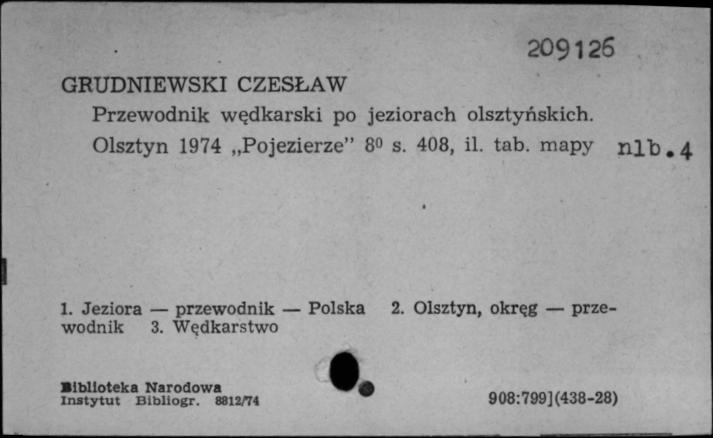 209126
GRUDNIEWSKI CZESŁAW
Przewodnik wędkarski po jeziorach olsztyńskich.
Olsztyn 1974 „Pojezierze” 8⁰ s. 408, il. tab. mapy nlb.4
1. Jeziora — przewodnik — Polska 2. Olsztyn, okręg — prze-
wodnik 3. Wędkarstwo
Biblioteka Narodowa
Instytut Bibliogr. 8812/74
908:799](438-28)